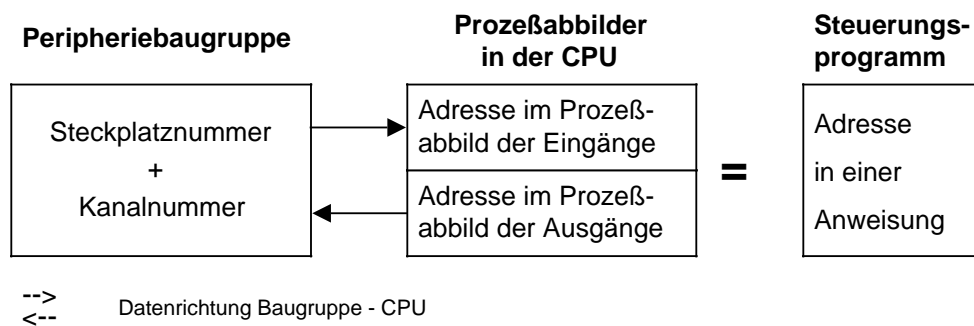 Peripheriebaugruppe
Prozeßabbilder
in der CPU
Steuerungs-
programm
Steckplatznummer
+
Kanalnummer
Adresse im Prozeß-
abbild der Eingänge
Adresse im Prozeß-
abbild der Ausgänge
=
Adresse
in einer
Anweisung
-->
<--
Datenrichtung Baugruppe - CPU